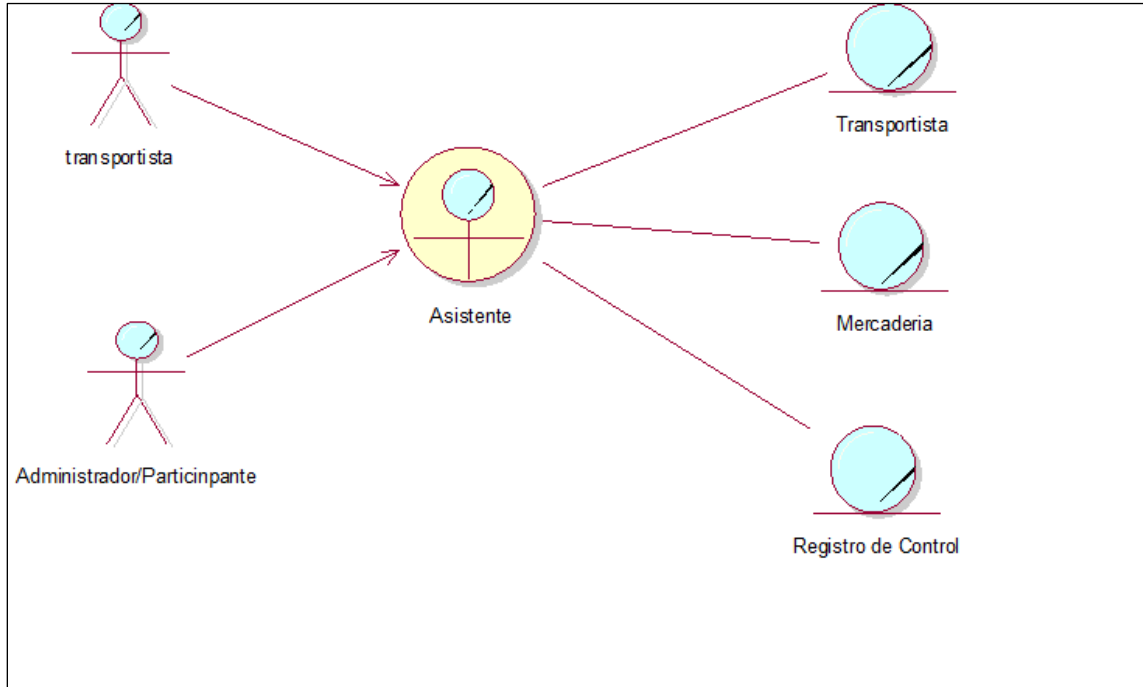 transportista
Transportista
Asistente
Mercaderia
Administrador/Particinpante
Registro de Control